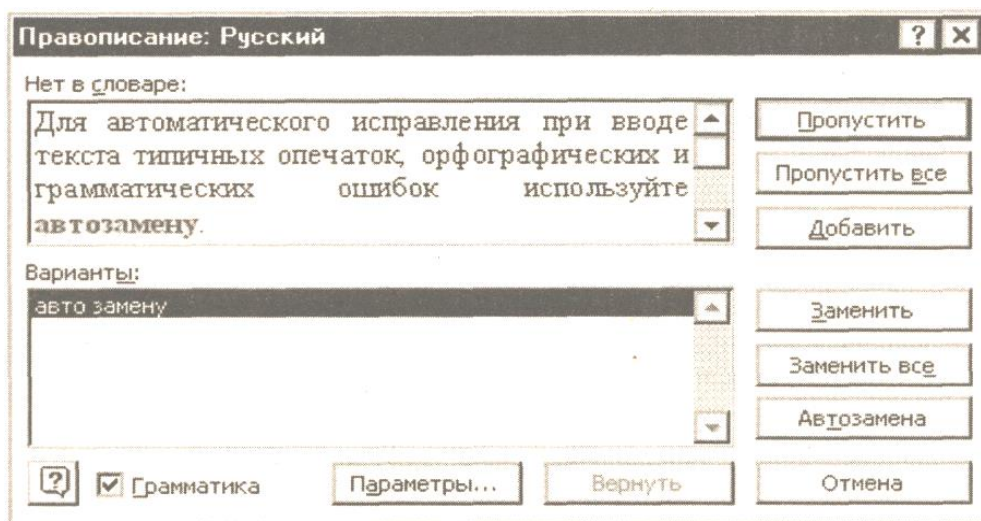 Правописание: Русский
Нет в словаре:
Для автоматического исправления при вводе
текста типичных опечаток, орфографических и
грамматических ошибок используйте
автозамену.
Пропустить
Пропустить все
Добавить
Варианты:
авто замену
Заменить
Заменить все
Автозамена
Грамматика
Параметры...
Вернуть
Отмена